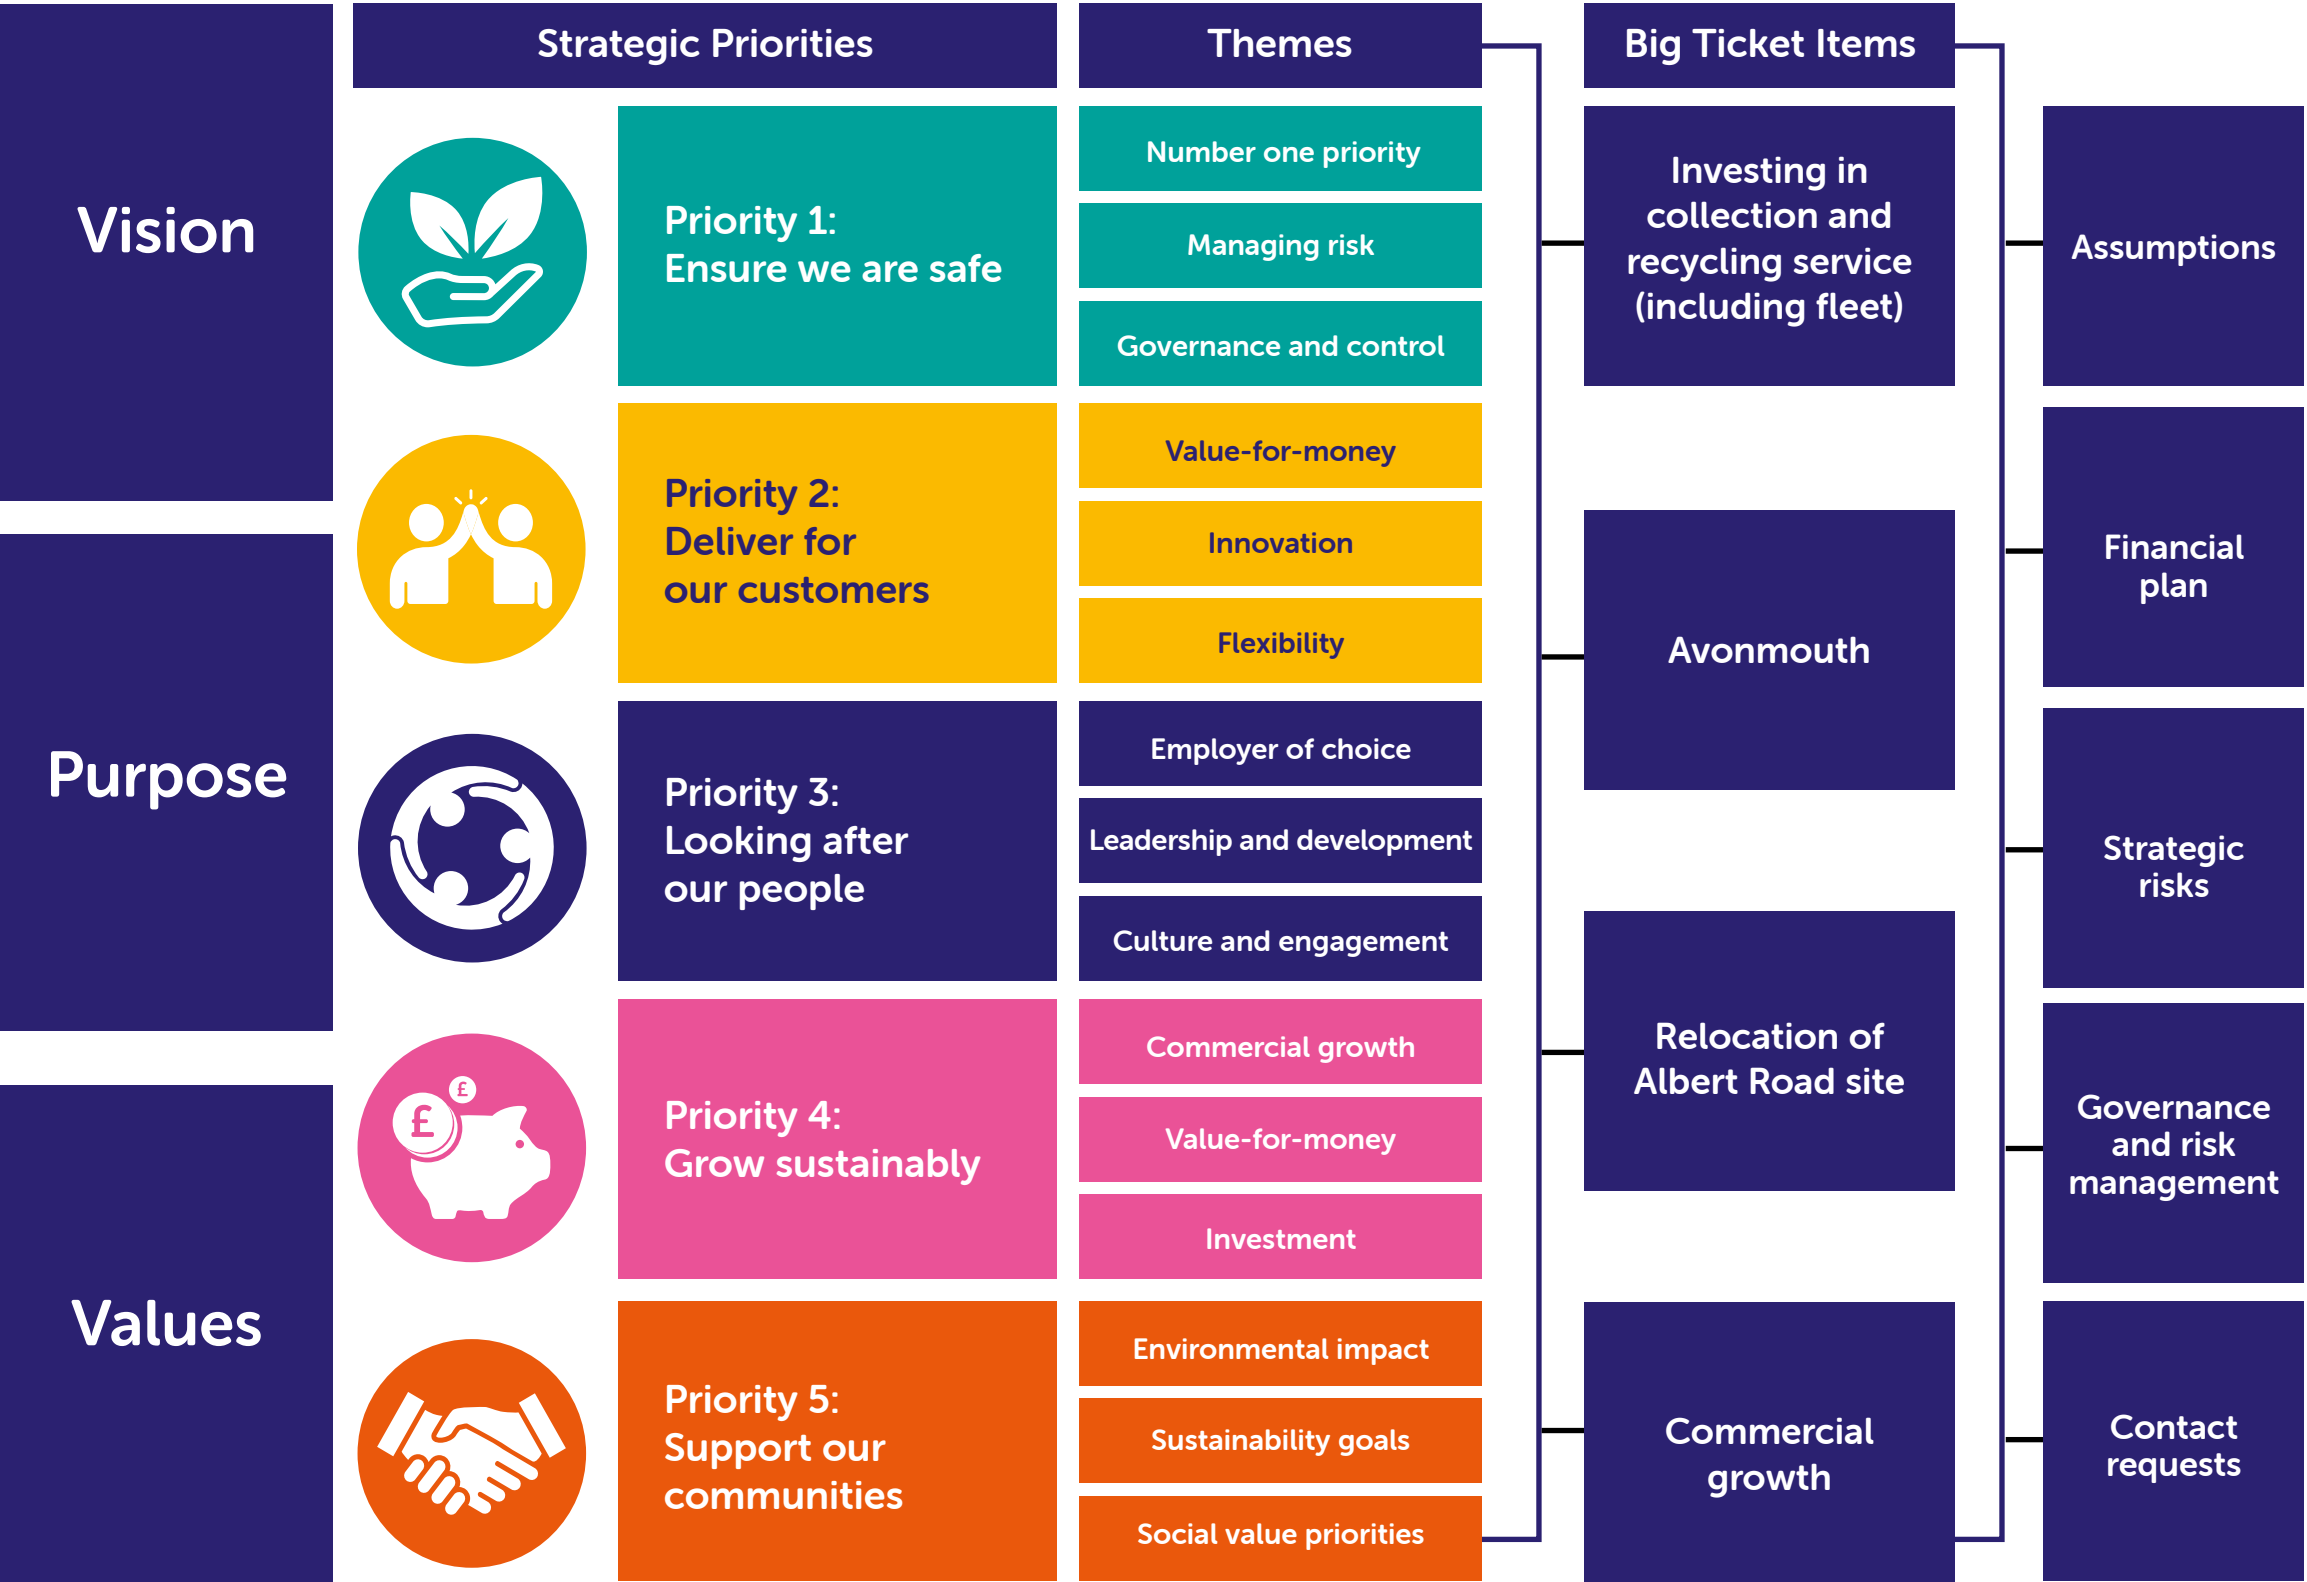 Vision
Purpose
Values
Strategic Priorities
Priority 1:
Ensure we are safe
Priority 2:
Deliver for
our customers
Priority 3:
Looking after
our people
£
£
Priority 4:
Grow sustainably
Priority 5:
Support our
communities
Themes
Number one priority
Managing risk
Governance and control
Value-for-money
Innovation
Flexibility
Employer of choice
Leadership and development
Culture and engagement
Commercial growth
Value-for-money
Investment
Environmental impact
Sustainability goals
Social value priorities
Big Ticket Items
Investing in
collection and
recycling service
(including fleet)
Avonmouth
Relocation of
Albert Road site
Commercial
growth
Assumptions
Financial
plan
Strategic
risks
Governance
and risk
management
Contact
requests